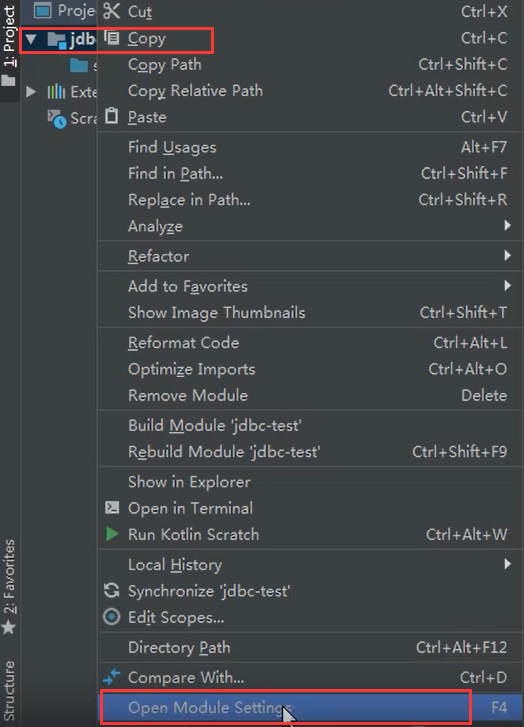 1: Project
Proje
Cut Ctrl+X
jdb
Copy Ctrl+C
s
Copy Path Ctrl+Shift+C
Exte
Copy Relative Path Ctrl+Alt+Shift+C
Scra
Paste Ctrl+V
Find Usages Alt+F7
Find in Path... Ctrl+Shift+F
Replace in Path... Ctrl+Shift+R
Analyze
Refactor
Add to Favorites
Show Image Thumbnails Ctrl+Shift+T
Reformat Code Ctrl+Alt+L
Optimize Imports Ctrl+Alt+O
Remove Module Delete
Build Module 'jdbc-test'
Rebuild Module 'jdbc-test' Ctrl+Shift+F9
Show in Explorer
Open in Terminal
Run Kotlin Scratch Ctrl+Alt+W
Local History
Synchronize 'jdbc-test'
Edit Scopes...
Directory Path Ctrl+Alt+F12
Compare With... Ctrl+D
Open Module Settings F4
2: Favorites
Structure